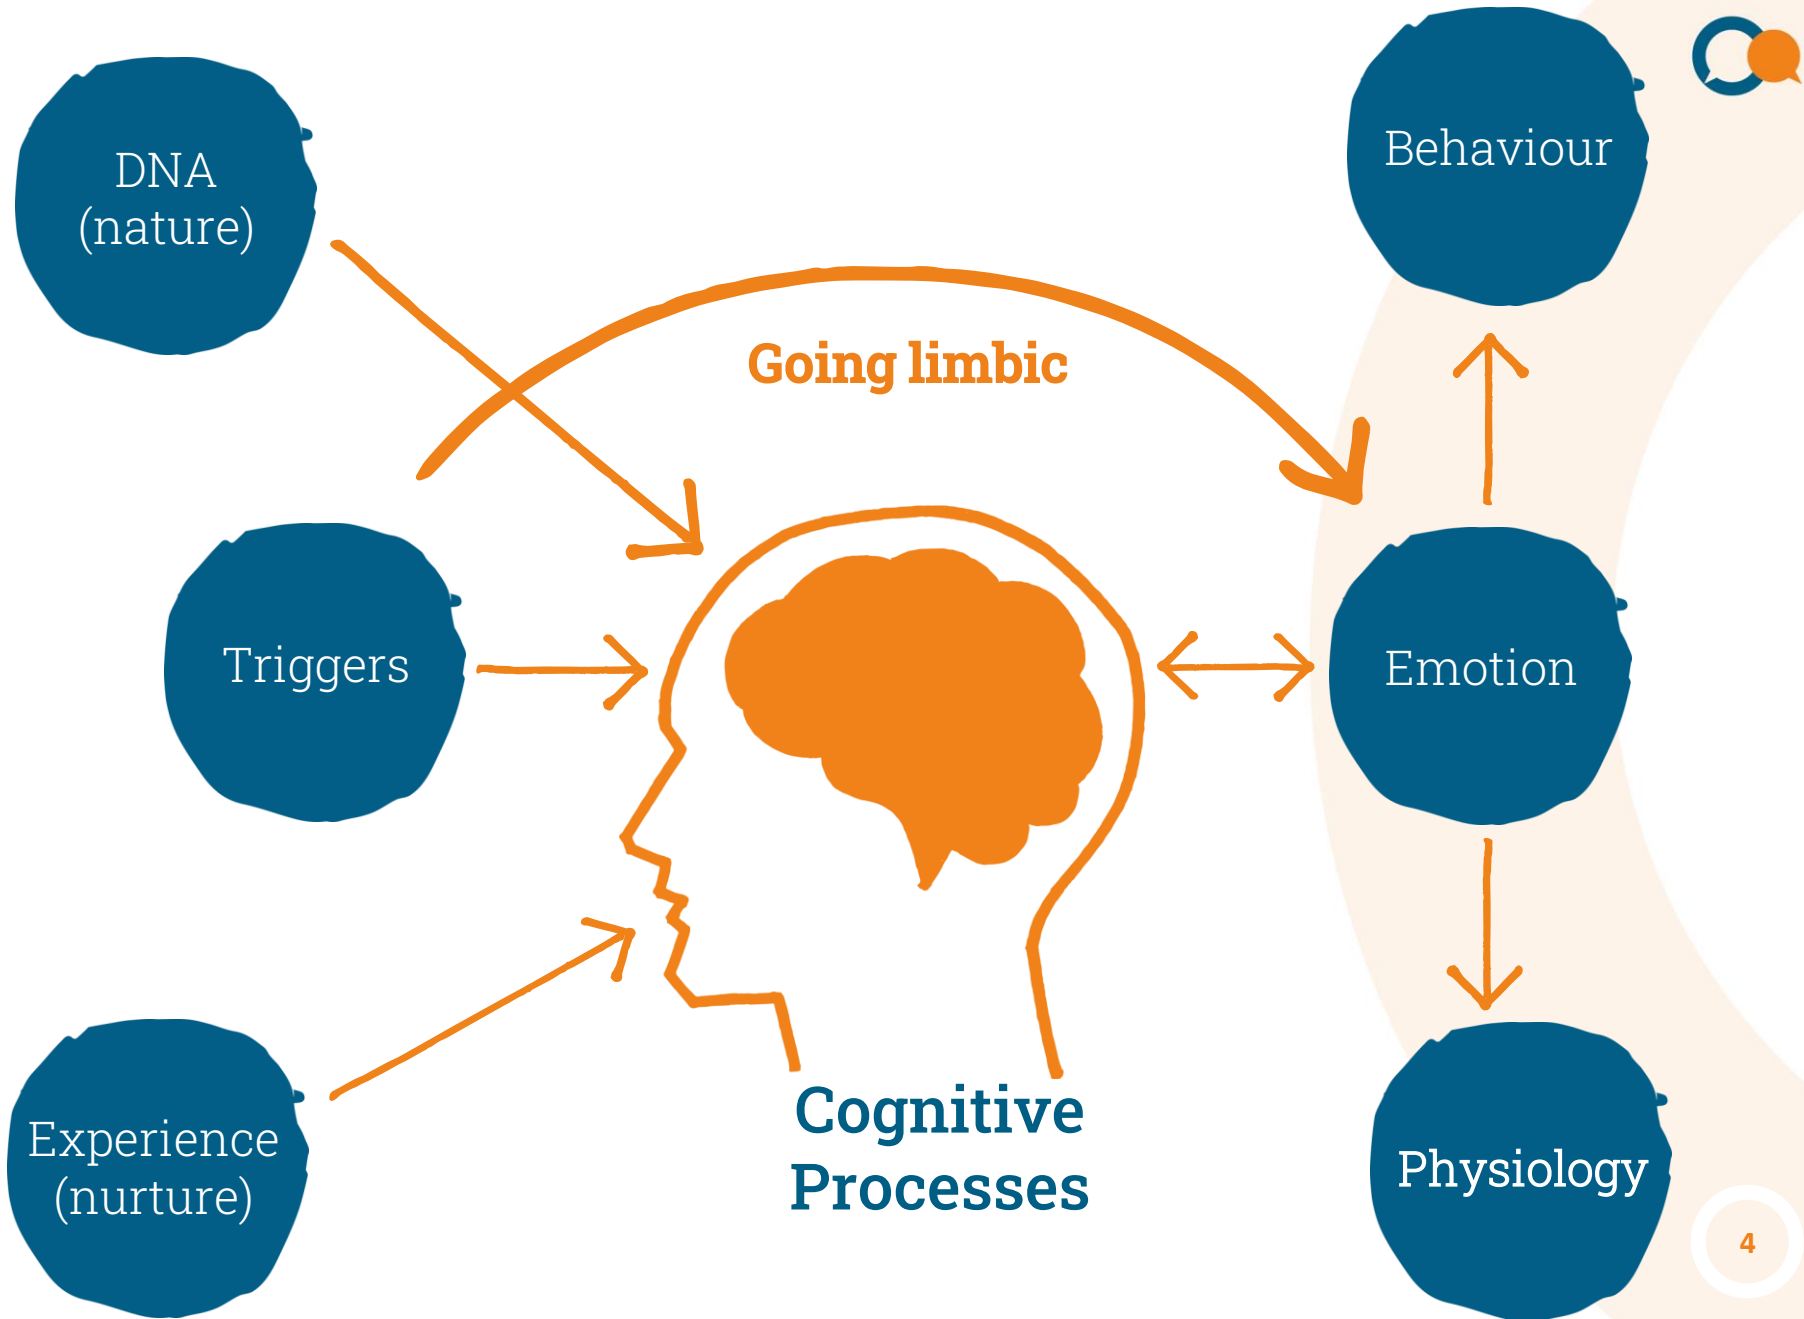 DNA
(nature)
Behaviour
Going limbic
Triggers
Emotion
Experience
(nurture)
Cognitive
Processes
Physiology
4